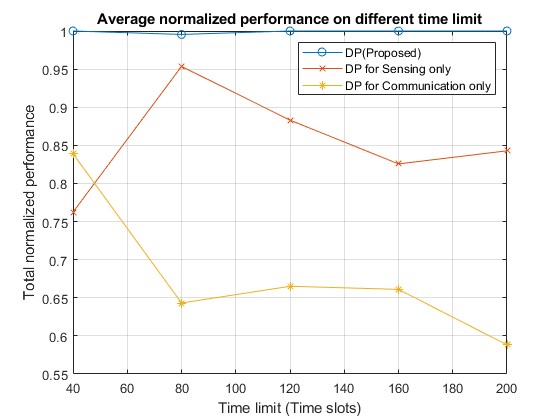 Average normalized performance on different time limit
DP(Proposed)
DP for Sensing only
DP for Communication only
Total normalized performance
1
0.95
0.9
0.85
0.8
0.75
0.7
0.65
0.6
0.55
40 60 80 100 120 140 160 180 200
Time limit (Time slots)